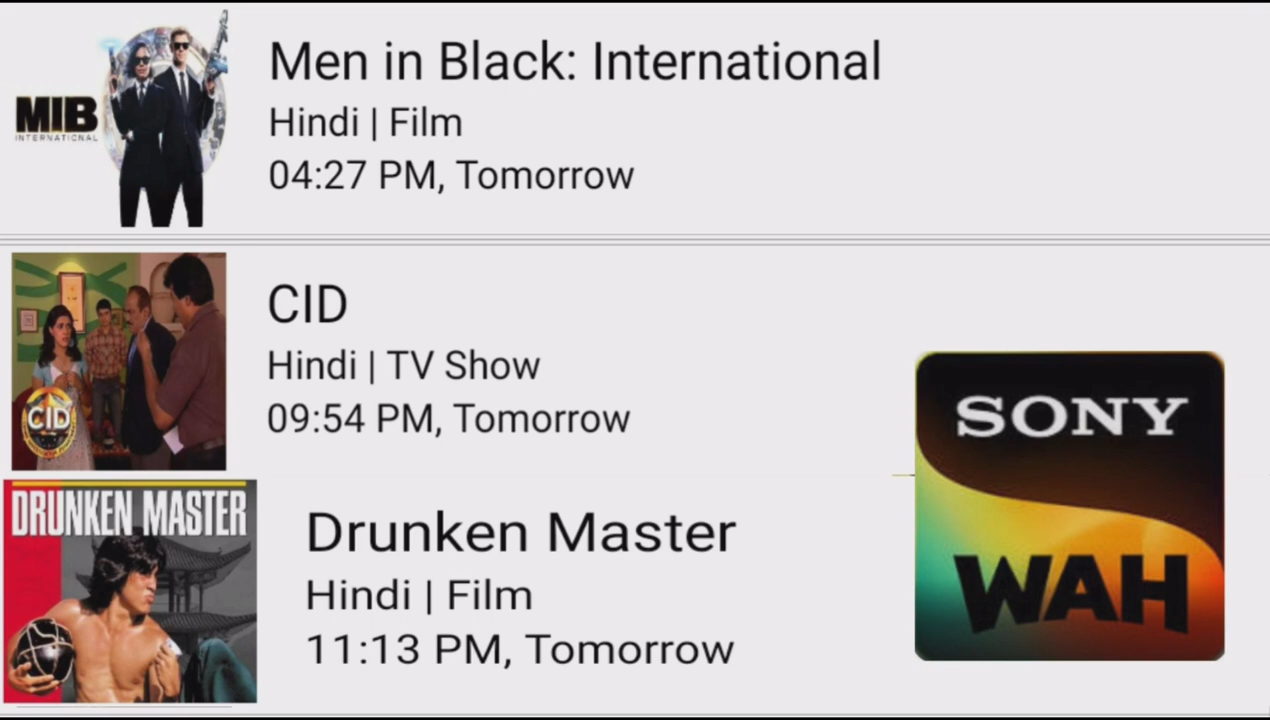 MIB
INTERNATIONAL
Men in Black: International
Hindi | Film
04:27 PM, Tomorrow
CID
CID
Hindi | TV Show
09:54 PM, Tomorrow
DRUNKEN MASTER
Drunken Master
Hindi | Film
11:13 PM, Tomorrow
SONY
WAH